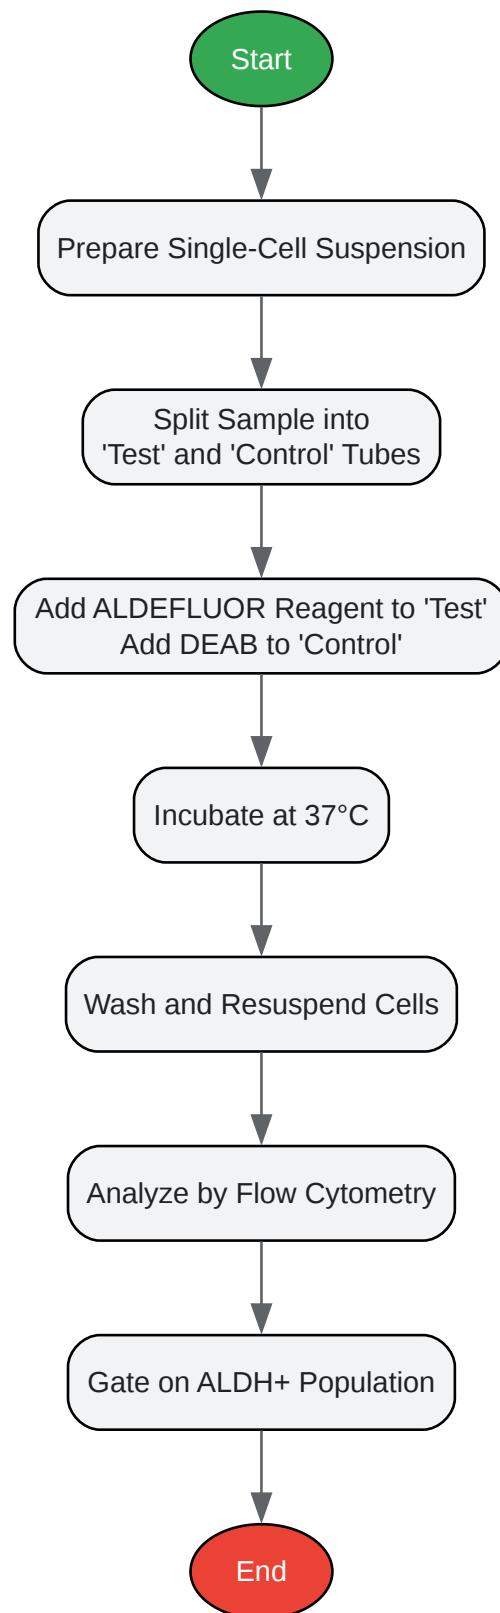 Start
Prepare Single-Cell Suspension
Split Sample into
'Test' and 'Control' Tubes
Add ALDEFLUOR Reagent to 'Test'
Add DEAB to 'Control'
Incubate at 37°C
Wash and Resuspend Cells
Analyze by Flow Cytometry
Gate on ALDH+ Population
End